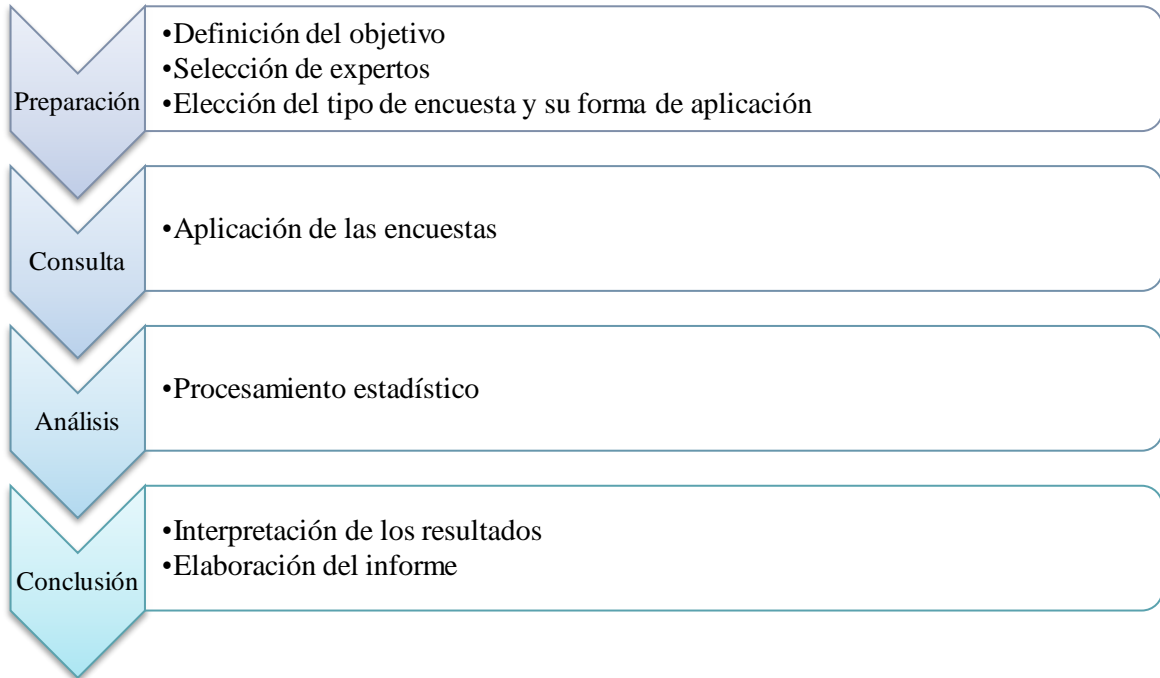 Preparación
•Definición del objetivo
•Selección de expertos
•Elección del tipo de encuesta y su forma de aplicación
Consulta
•Aplicación de las encuestas
Análisis
•Procesamiento estadístico
Conclusión
•Interpretación de los resultados
•Elaboración del informe